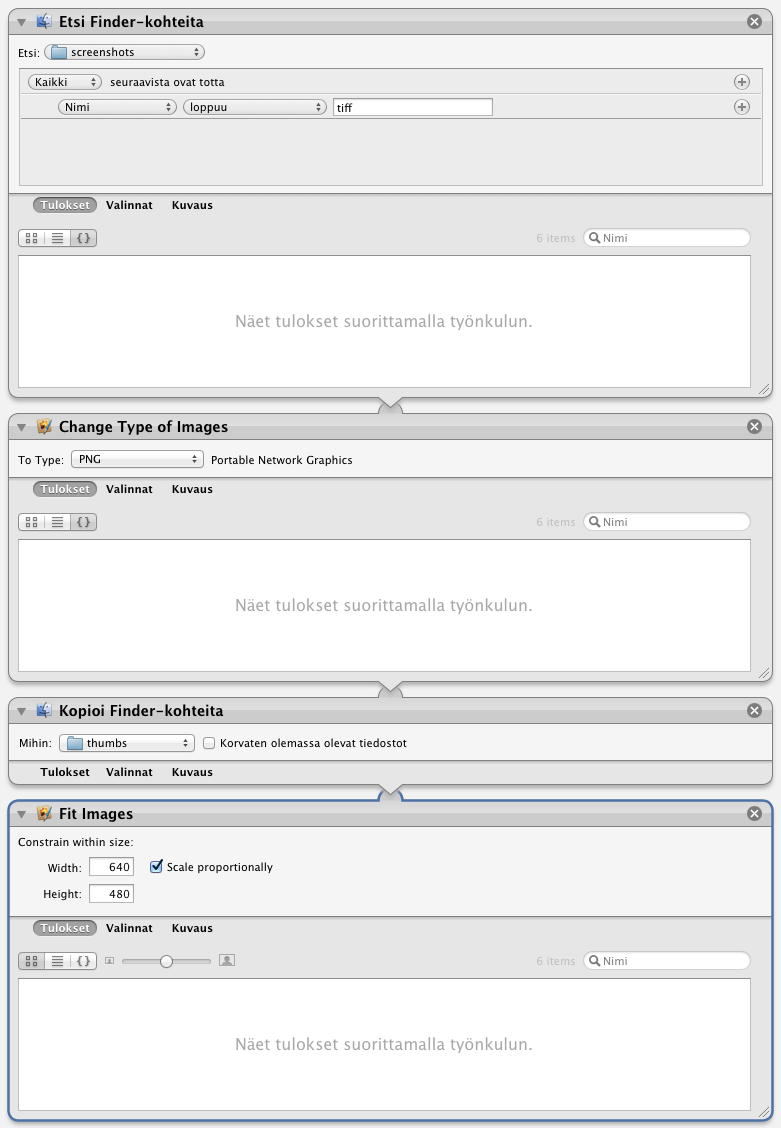 Etsi Finder-kohteita
Etsi: screenshots
Kaikki seuraavista ovat totta
Nimi loppuu tiff
Tulokset Valinnat Kuvaus
6 items Nimi
Näet tulokset suorittamalla työnkulun.
Change Type of Images
To Type: PNG Portable Network Graphics
Tulokset Valinnat Kuvaus
6 items Nimi
Näet tulokset suorittamalla työnkulun.
Kopioi Finder-kohteita
Mihin: thumbs Korvaten olemassa olevat tiedostot
Tulokset Valinnat Kuvaus
Fit Images
Constrain within size:
Width: 640 Scale proportionally
Height: 480
Tulokset Valinnat Kuvaus
6 items Nimi
Näet tulokset suorittamalla työnkulun.